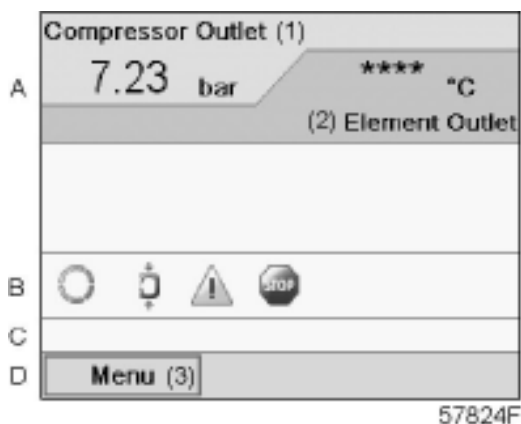 Compressor Outlet (1)
7.23 bar
**** °C
(2) Element Outlet
A
B
STOP
C
D
Menu (3)
57824F